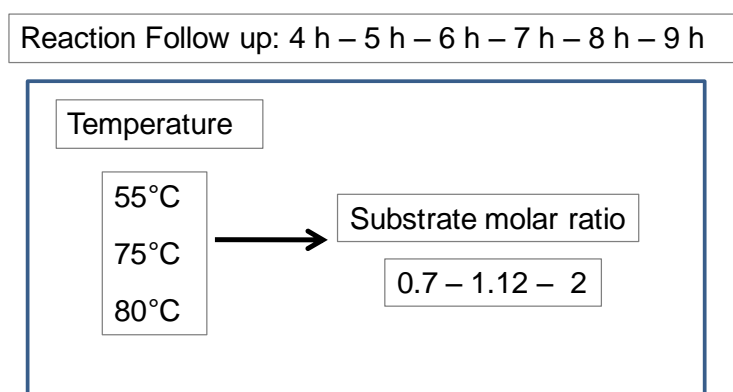 Reaction Follow up: 4 h – 5 h – 6 h – 7 h – 8 h – 9 h
Temperature
55°C
75°C
80°C
Substrate molar ratio
0.7 – 1.12 – 2